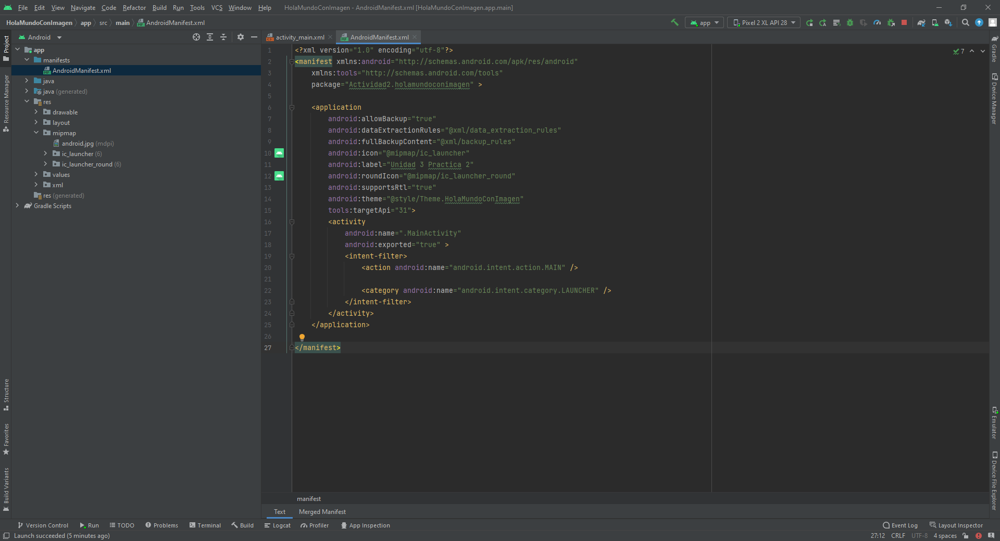 File Edit View Navigate Code Refactor Build Run Tools VCS Window Help HolaMundoConImagen - AndroidManifest.xml [HolaMundoConImagen.app.main]
HolaMundoConImagen app src main AndroidManifest.xml app Pixel 2 XL API 28
Android
activity_main.xml AndroidManifest.xml
Project
Resource Manager
Structure
Favorites
Build Variants
app
manifests
AndroidManifest.xml
java
java (generated)
res
drawable
layout
mipmap
android.jpg (mdpi)
ic_launcher (6)
ic_launcher_round (6)
values
xml
res (generated)
Gradle Scripts
7
1 <?xml version="1.0" encoding="utf-8"?>
2 <manifest xmlns:android="http://schemas.android.com/apk/res/android"
3 xmlns:tools="http://schemas.android.com/tools"
4 package="Actividad2.holamundoconimagen" >
5
6 <application
7 android:allowBackup="true"
8 android:dataExtractionRules="@xml/data_extraction_rules"
9 android:fullBackupContent="@xml/backup_rules"
10 android:icon="@mipmap/ic_launcher"
11 android:label="Unidad 3 Practica 2"
12 android:roundIcon="@mipmap/ic_launcher_round"
13 android:supportsRtl="true"
14 android:theme="@style/Theme.HolaMundoConImagen"
15 tools:targetApi="31">
16 <activity
17 android:name=".MainActivity"
18 android:exported="true" >
19 <intent-filter>
20 <action android:name="android.intent.action.MAIN" />
21
22 <category android:name="android.intent.category.LAUNCHER" />
23 </intent-filter>
24 </activity>
25 </application>
26
27 </manifest>
Gradle
Device Manager
Emulator
Device File Explorer
manifest
Text Merged Manifest
Version Control Run TODO Problems Terminal Build Logcat Profiler App Inspection Event Log Layout Inspector
Launch succeeded (5 minutes ago) 27:12 CRLF UTF-8 4 spaces